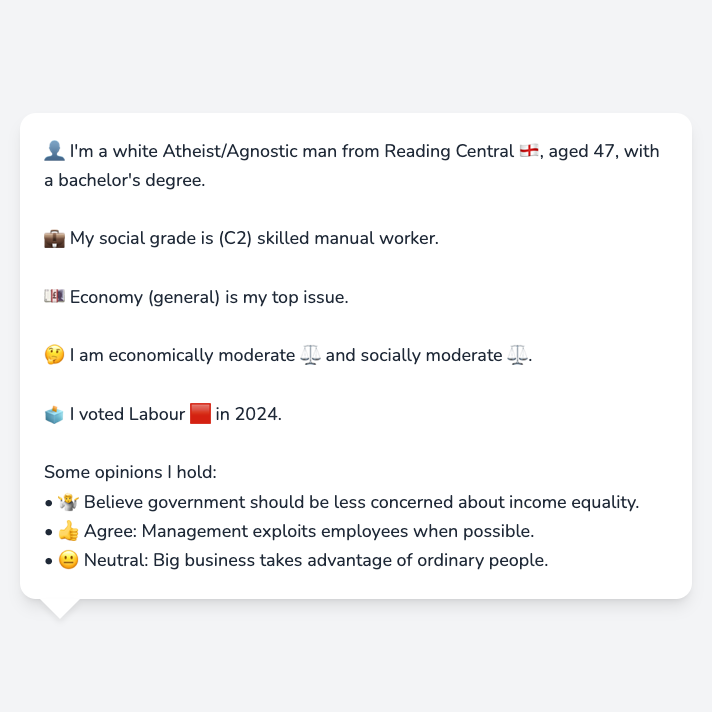 👤 I'm a white Atheist/Agnostic man from Reading Central 🏴󠁧󠁢󠁥󠁮󠁧󠁿, aged 47, with
a bachelor's degree.
💼 My social grade is (C2) skilled manual worker.
💷 Economy (general) is my top issue.
🤔 I am economically moderate ⚖️ and socially moderate ⚖️.
🗳️ I voted Labour 🟥 in 2024.
Some opinions I hold:
• 🤷 Believe government should be less concerned about income equality.
• 👍 Agree: Management exploits employees when possible.
• 😐 Neutral: Big business takes advantage of ordinary people.